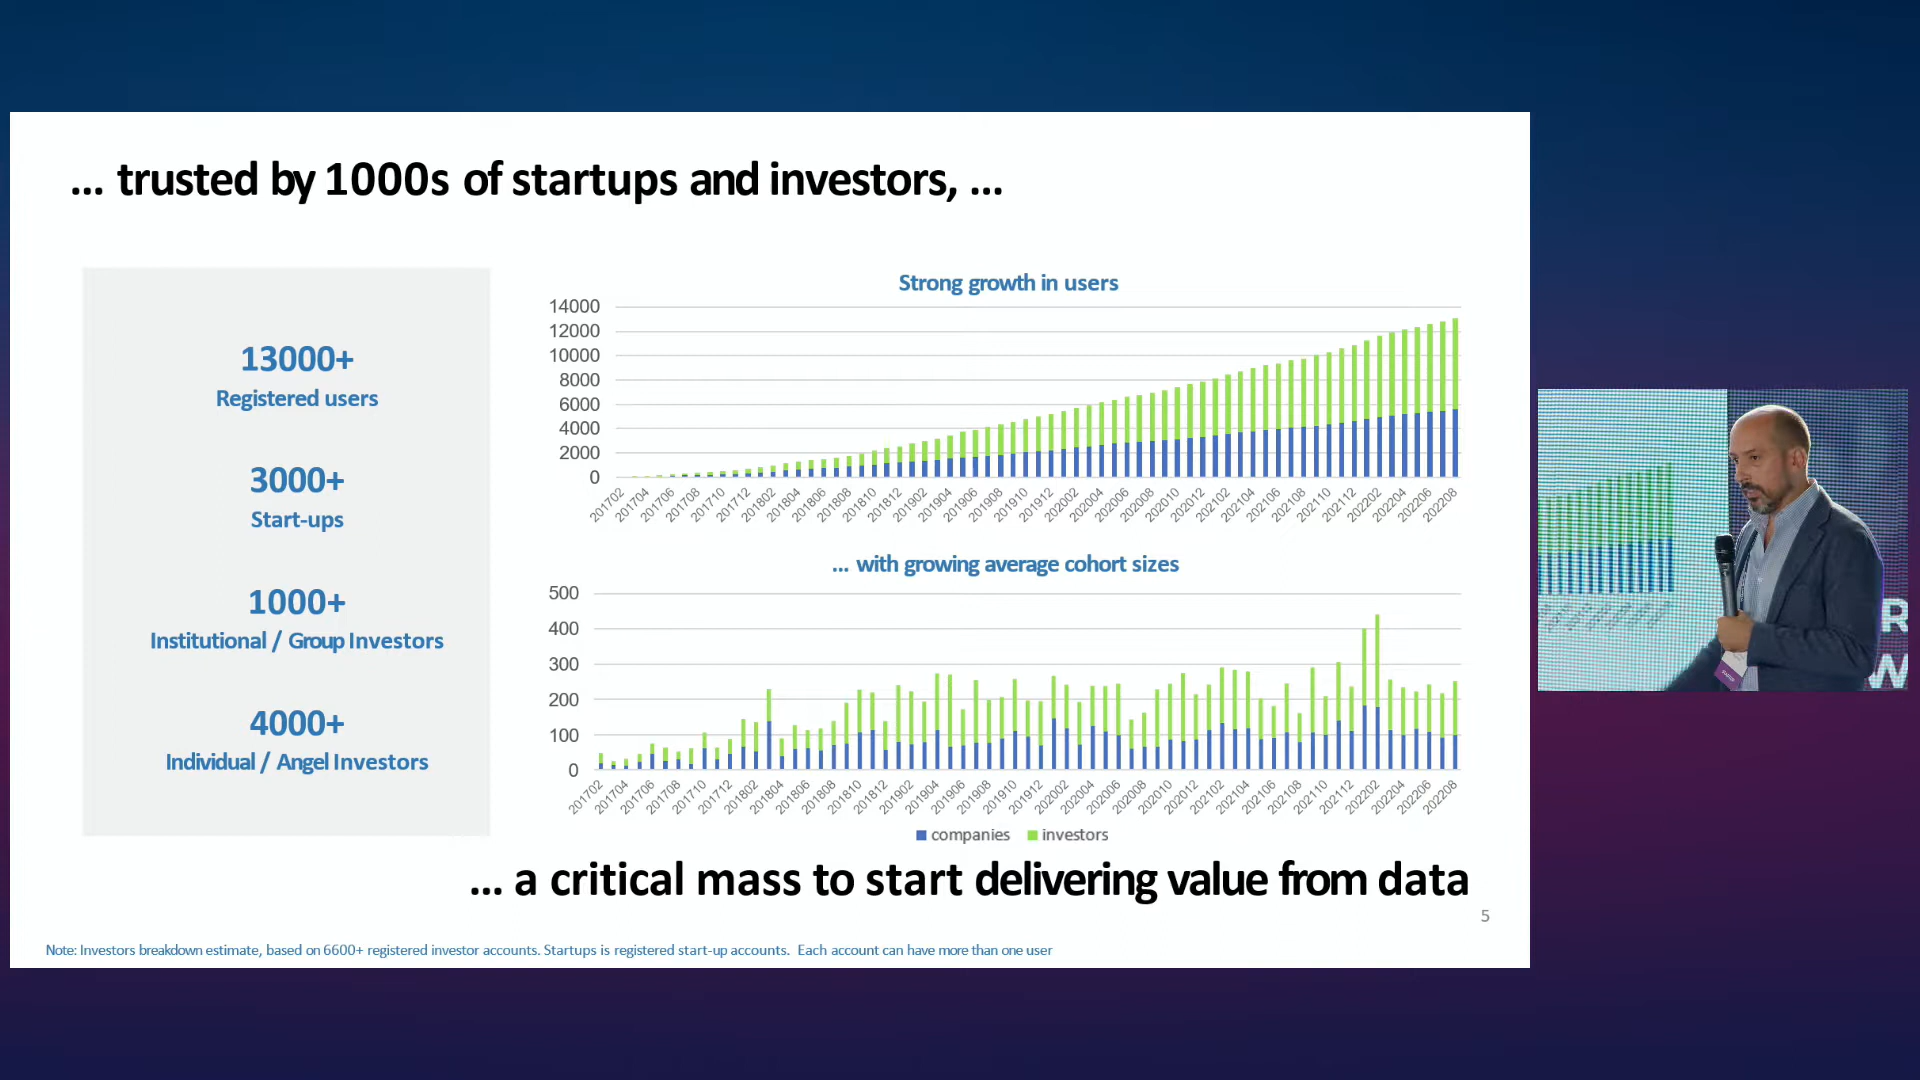 ... trusted by 1000s of startups and investors, ...
13000+
Registered users
3000+
Start-ups
1000+
Institutional / Group Investors
4000+
Individual / Angel Investors
Strong growth in users
14000
12000
10000
8000
6000
4000
2000
0
201702 201704 201706 201708 201710 201712 201802 201804 201806 201808 201810 201812 201902 201904 201906 201908 201910 201912 202002 202004 202006 202008 202010 202012 202102 202104 202106 202108 202110 202112 202202 202204 202206 202208
... with growing average cohort sizes
500
400
300
200
100
0
201702 201704 201706 201708 201710 201712 201802 201804 201806 201808 201810 201812 201902 201904 201906 201908 201910 201912 202002 202004 202006 202008 202010 202012 202102 202104 202106 202108 202110 202112 202202 202204 202206 202208
companies investors
... a critical mass to start delivering value from data
5
Note: Investors breakdown estimate, based on 6600+ registered investor accounts. Startups is registered start-up accounts. Each account can have more than one user
R
W